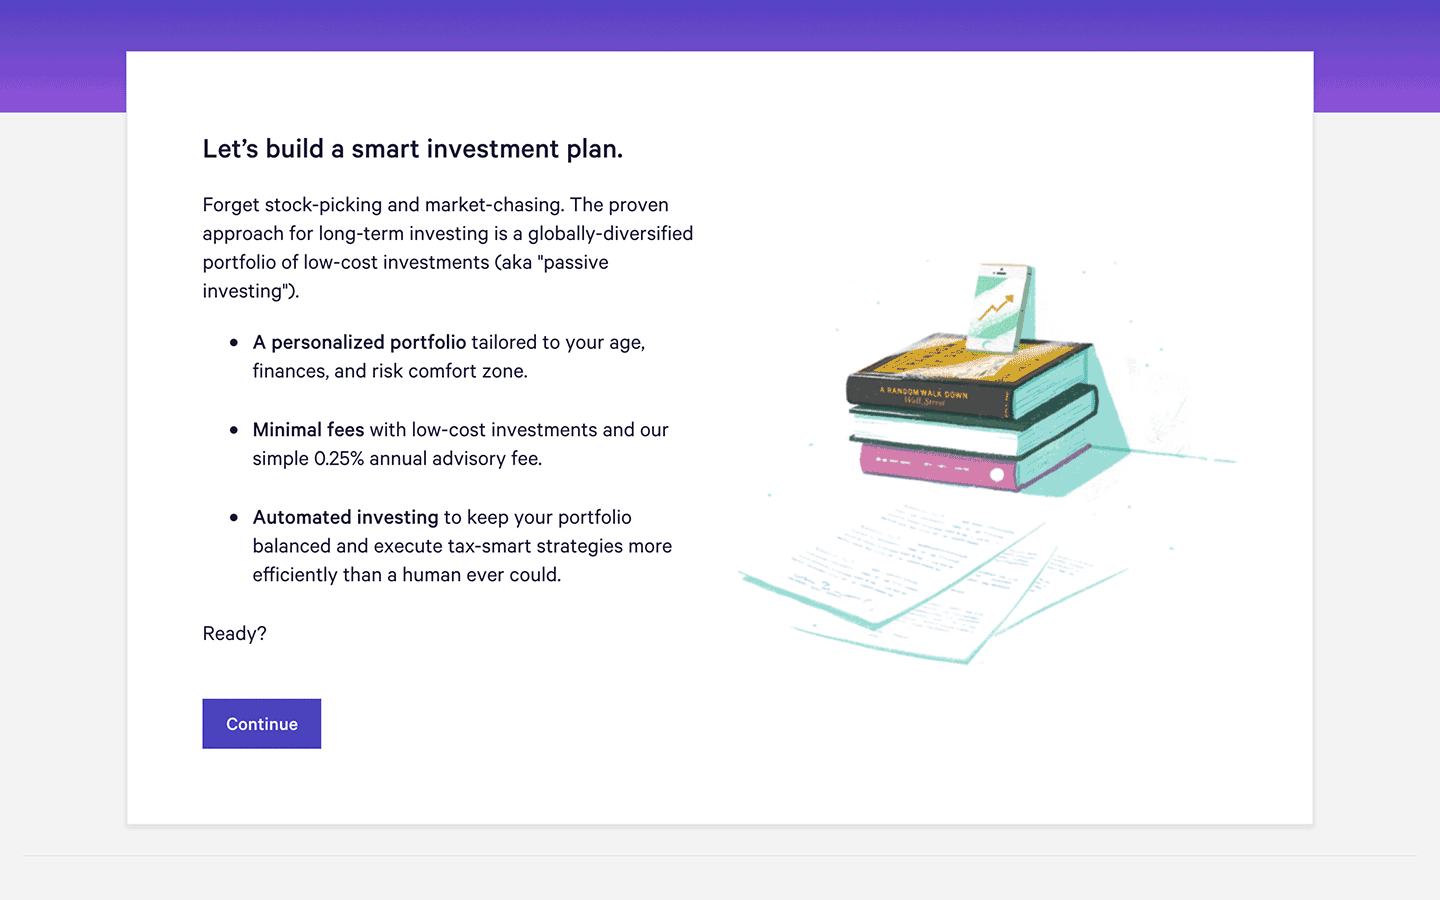 Let’s build a smart investment plan.
Forget stock-picking and market-chasing. The proven
approach for long-term investing is a globally-diversified
portfolio of low-cost investments (aka "passive
investing").
• A personalized portfolio tailored to your age,
finances, and risk comfort zone.
• Minimal fees with low-cost investments and our
simple 0.25% annual advisory fee.
• Automated investing to keep your portfolio
balanced and execute tax-smart strategies more
efficiently than a human ever could.
Ready?
Continue
A RANDOM WALK DOWN
Wall Street